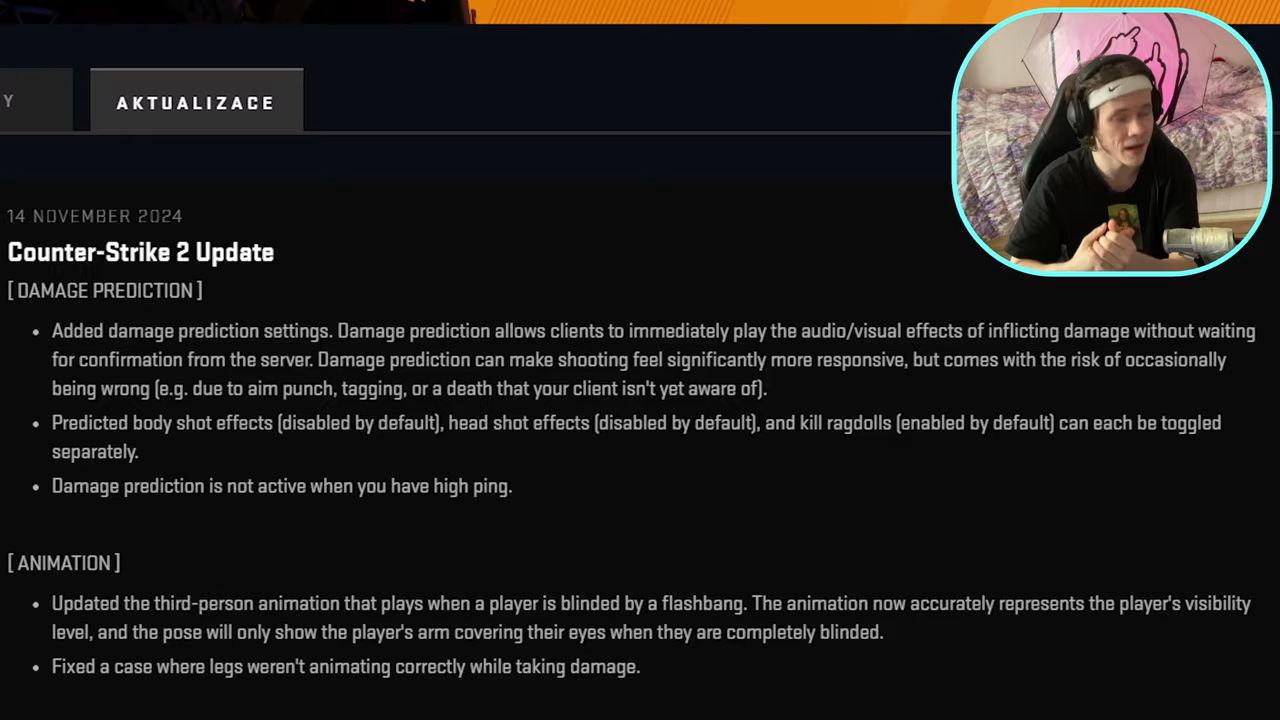 Y
AKTUALIZACE
14 NOVEMBER 2024
Counter-Strike 2 Update
[ DAMAGE PREDICTION ]
• Added damage prediction settings. Damage prediction allows clients to immediately play the audio/visual effects of inflicting damage without waiting
for confirmation from the server. Damage prediction can make shooting feel significantly more responsive, but comes with the risk of occasionally
being wrong (e.g. due to aim punch, tagging, or a death that your client isn't yet aware of).
• Predicted body shot effects (disabled by default), head shot effects (disabled by default), and kill ragdolls (enabled by default) can each be toggled
separately.
• Damage prediction is not active when you have high ping.
[ ANIMATION ]
• Updated the third-person animation that plays when a player is blinded by a flashbang. The animation now accurately represents the player's visibility
level, and the pose will only show the player's arm covering their eyes when they are completely blinded.
• Fixed a case where legs weren't animating correctly while taking damage.